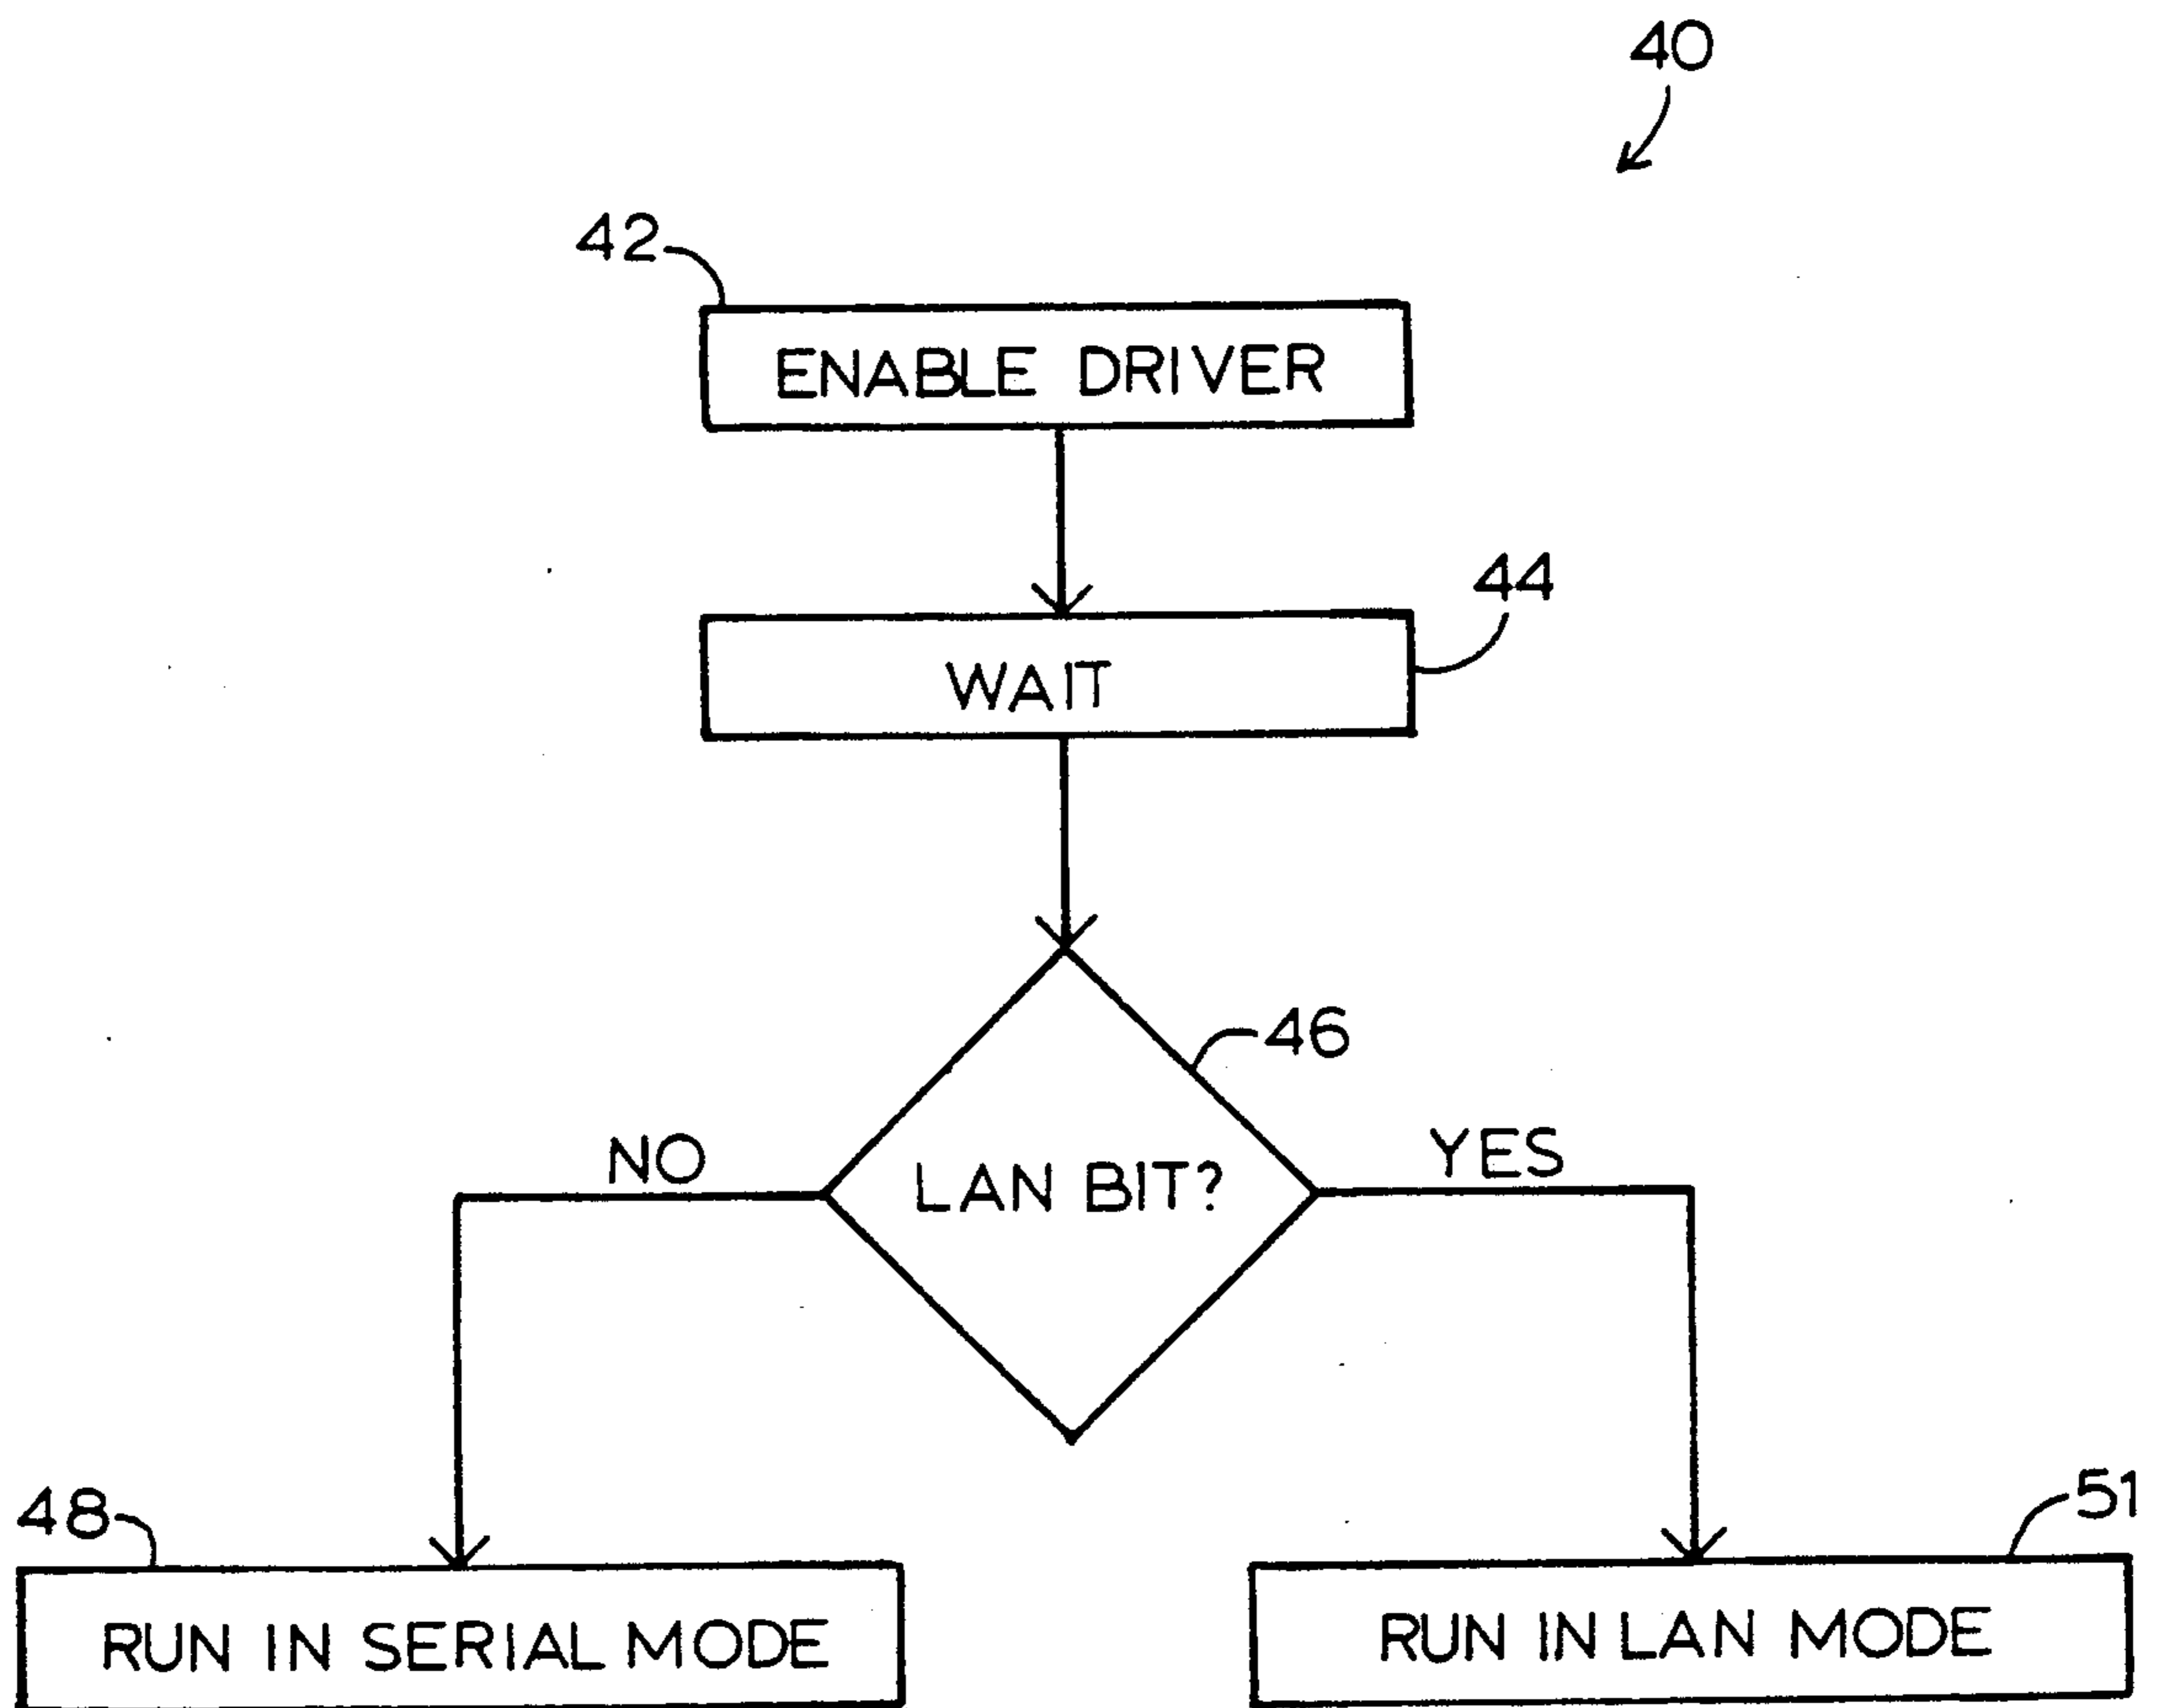 40
42
ENABLE DRIVER
44
WAIT
46
LAN BIT?
NO
YES
48
RUN IN SERIAL MODE
51
RUN IN LAN MODE